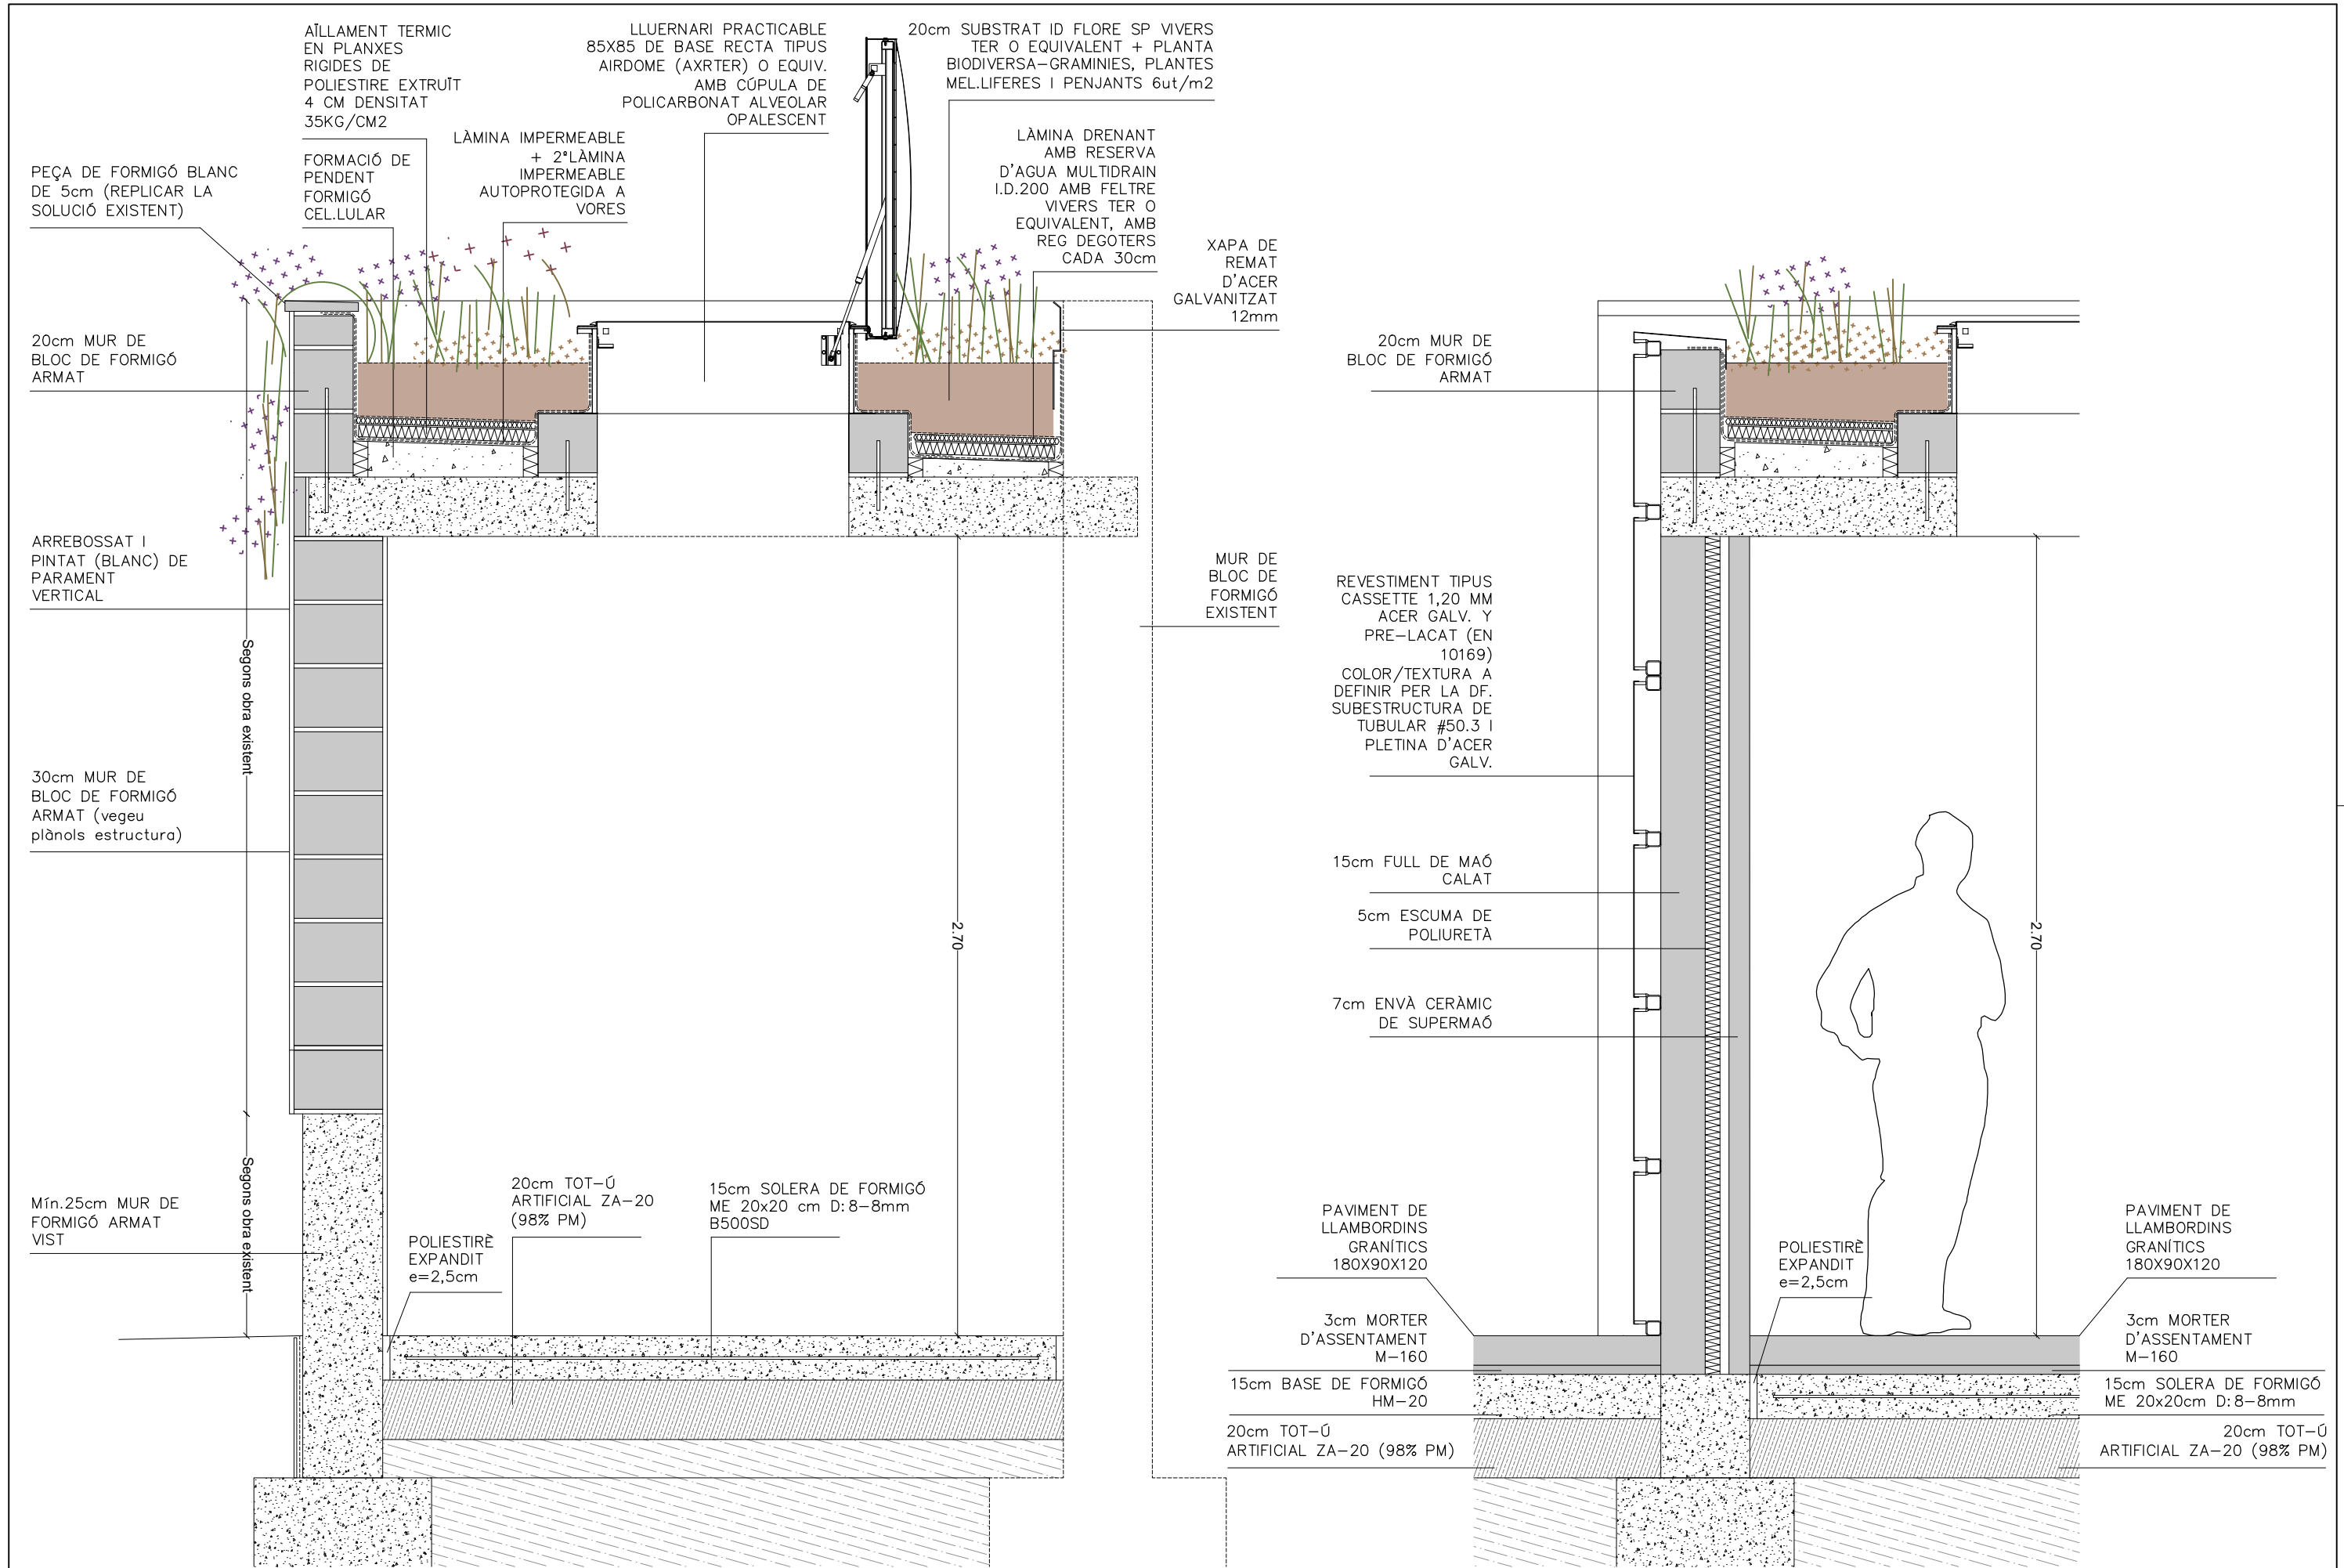 AÏLLAMENT TERMIC
EN PLANXES
RIGIDES DE
POLIESTIRE EXTRUÏT
4 CM DENSITAT
35KG/CM2
LLUERNARI PRACTICABLE
85X85 DE BASE RECTA TIPUS
AIRDOME (AXRTER) O EQUIV.
AMB CÚPULA DE
POLICARBONAT ALVEOLAR
OPALESCENT
20cm SUBSTRAT ID FLORE SP VIVERS
TER O EQUIVALENT + PLANTA
BIODIVERSA-GRAMINIES, PLANTES
MEL.LIFERES I PENJANTS 6ut/m2
LÀMINA IMPERMEABLE
+ 2ªLÀMINA
IMPERMEABLE
AUTOPROTEGIDA A
VORES
LÀMINA DRENANT
AMB RESERVA
D'AGUA MULTIDRAIN
I.D.200 AMB FELTRE
VIVERS TER O
EQUIVALENT, AMB
REG DEGOTERS
CADA 30cm
PEÇA DE FORMIGÓ BLANC
DE 5cm (REPLICAR LA
SOLUCIÓ EXISTENT)
FORMACIÓ DE
PENDENT
FORMIGÓ
CEL.LULAR
XAPA DE
REMAT
D'ACER
GALVANITZAT
12mm
20cm MUR DE
BLOC DE FORMIGÓ
ARMAT
20cm MUR DE
BLOC DE FORMIGÓ
ARMAT
ARREBOSSAT I
PINTAT (BLANC) DE
PARAMENT
VERTICAL
MUR DE
BLOC DE
FORMIGÓ
EXISTENT
REVESTIMENT TIPUS
CASSETTE 1,20 MM
ACER GALV. Y
PRE-LACAT (EN
10169)
COLOR/TEXTURA A
DEFINIR PER LA DF.
SUBESTRUCTURA DE
TUBULAR #50.3 I
PLETINA D'ACER
GALV.
Segons obra existent
30cm MUR DE
BLOC DE FORMIGÓ
ARMAT (vegeu
plànols estructura)
2.70
2.70
15cm FULL DE MAÓ
CALAT
5cm ESCUMA DE
POLIURETÀ
7cm ENVÀ CERÀMIC
DE SUPERMAÓ
Segons obra existent
Mín.25cm MUR DE
FORMIGÓ ARMAT
VIST
POLIESTIRÈ
EXPANDIT
e=2,5cm
20cm TOT-Ú
ARTIFICIAL ZA-20
(98% PM)
15cm SOLERA DE FORMIGÓ
ME 20x20 cm D:8-8mm
B500SD
PAVIMENT DE
LLAMBORDINS
GRANÍTICS
180X90X120
3cm MORTER
D'ASSENTAMENT
M-160
15cm BASE DE FORMIGÓ
HM-20
20cm TOT-Ú
ARTIFICIAL ZA-20 (98% PM)
POLIESTIRÈ
EXPANDIT
e=2,5cm
PAVIMENT DE
LLAMBORDINS
GRANÍTICS
180X90X120
3cm MORTER
D'ASSENTAMENT
M-160
15cm SOLERA DE FORMIGÓ
ME 20x20cm D:8-8mm
20cm TOT-Ú
ARTIFICIAL ZA-20 (98% PM)